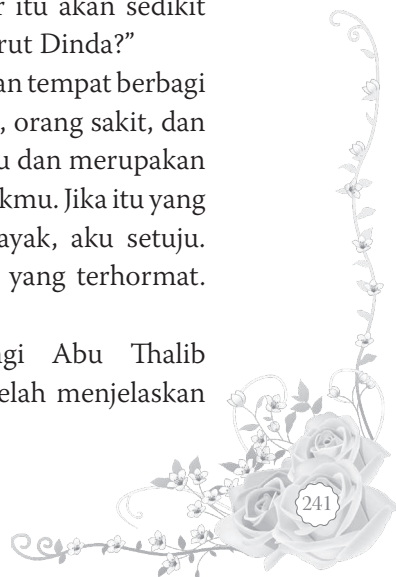 itu akan sedikit
rut Dinda?”
an tempat berbagi
, orang sakit, dan
u dan merupakan
kmu. Jika itu yang
ayak, aku setuju.
yang terhormat.
ngi Abu Thalib
elah menjelaskan
241